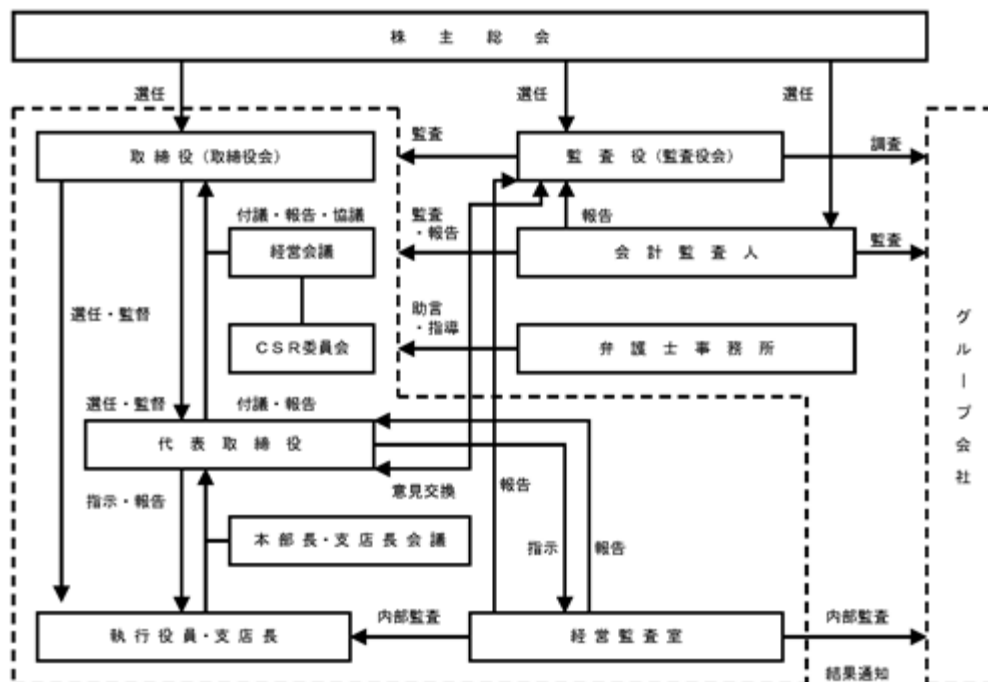 株主総会
選任
選任
選任
取締役(取締役会)
監査
監査役(監査役会)
調査
付議・報告・協議
監査
・報告
報告
経営会議
会計監査人
監査
選任・監督
助言
・指導
CSR委員会
弁護士事務所
グループ会社
選任・監督
付議・報告
代表取締役
指示・報告
意見交換
報告
本部長・支店長会議
指示
報告
内部監査
内部監査
執行役員・支店長
経営監査室
結果通知